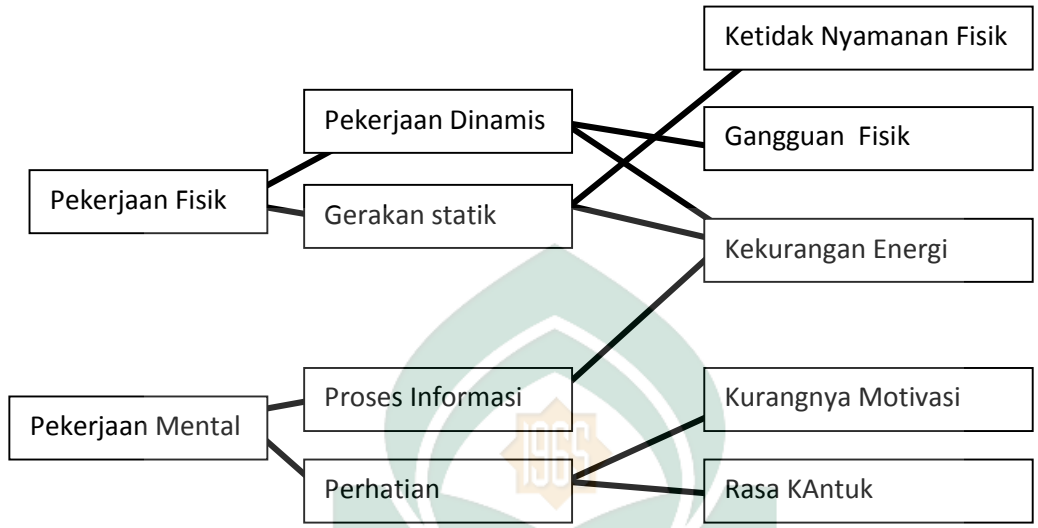 Ketidak Nyamanan Fisik
Pekerjaan Dinamis
Gangguan Fisik
Pekerjaan Fisik
Gerakan statik
Kekurangan Energi
Proses Informasi
Kurangnya Motivasi
Pekerjaan Mental
1965
Perhatian
Rasa KAntuk